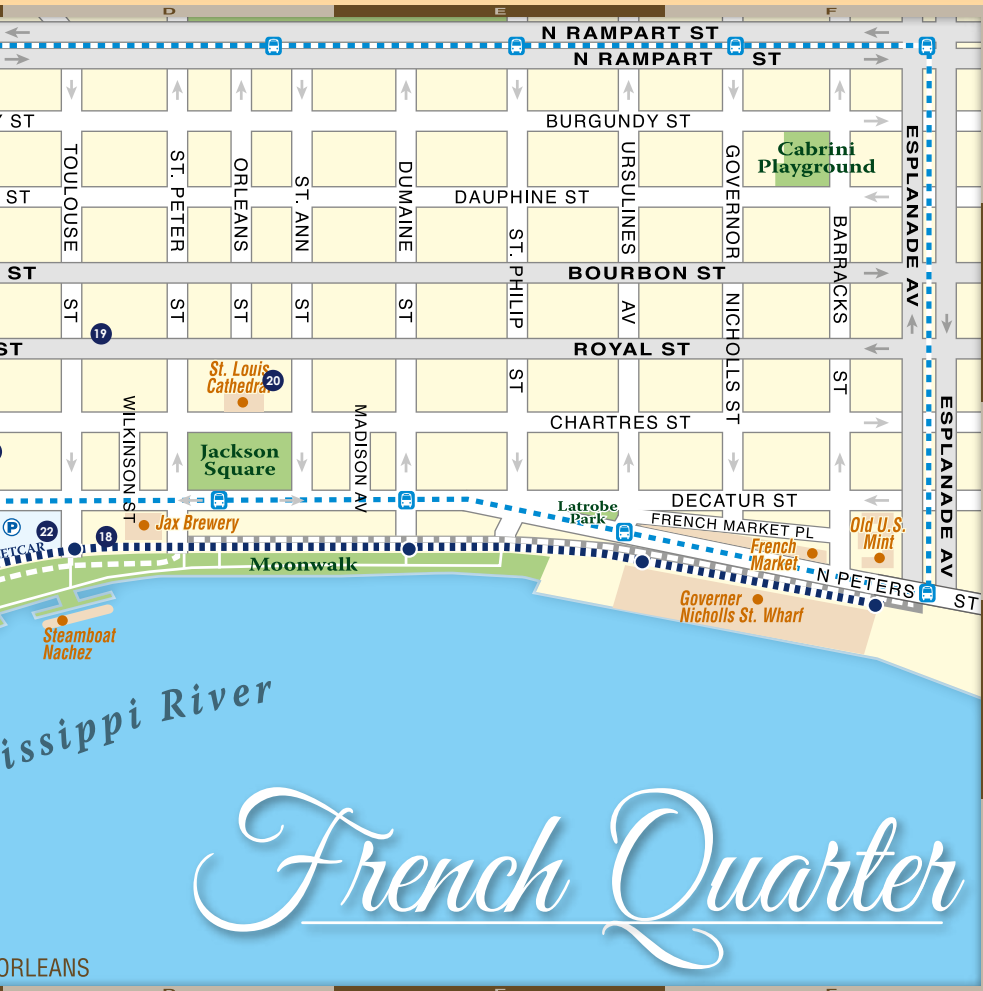 D
E
F
N RAMPART ST
N RAMPART ST
Y ST
BURGUNDY ST
Cabrini
Playground
TOULOUSE ST
ST. PETER ST
ORLEANS ST
ST. ANN ST
DUMAINE ST
ST. PHILIP ST
URSULINES AV
GOVERNOR NICHOLLS ST
BARRACKS ST
ESPLANADE AV
ST
DAUPHINE ST
ST
BOURBON ST
19
ST
ROYAL ST
St. Louis
Cathedral
20
WILKINSON ST
MADISON AV
CHARTRES ST
ESPLANADE AV
Jackson
Square
DECATUR ST
Latrobe
Park
FRENCH MARKET PL
Old U.S.
Mint
P
22
ETCAR
18
Jax Brewery
French
Market
Moonwalk
N PETERS ST
Governer
Nicholls St. Wharf
Steamboat
Nachez
issippi River
French Quarter
ORLEANS
D
E
F